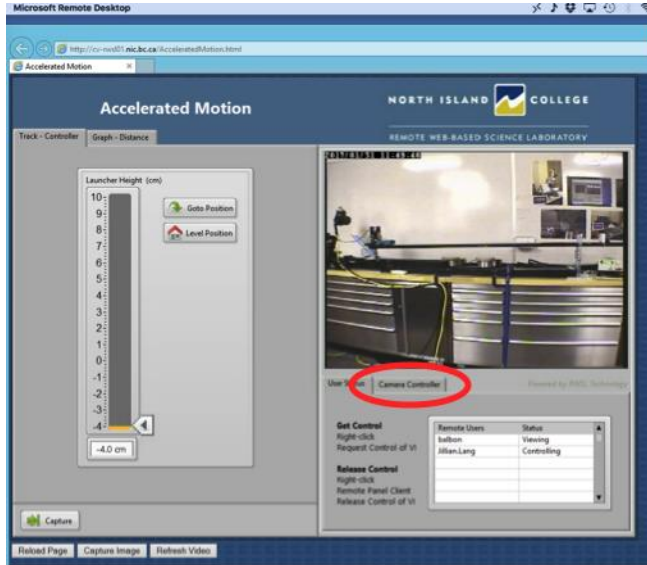 Microsoft Remote Desktop
http://cv-rwsl01.nic.bc.ca/AcceleratedMotion.html
Accelerated Motion
Accelerated Motion
NORTH ISLAND COLLEGE
REMOTE WEB-BASED SCIENCE LABORATORY
Track - Controller
Graph - Distance
Launcher Height (cm)
10
9
8
7
6
5
4
3
2
1
0
-1
-2
-3
-4
-4.0 cm
Goto Position
Level Position
User Status
Camera Controller
Get Control
Right-click
Request Control of VI
Release Control
Right-click
Remote Panel Client
Release Control of VI
Remote Users Status
balbon Viewing
Jillian.Lang Controlling
Capture
Reload Page
Capture Image
Refresh Video